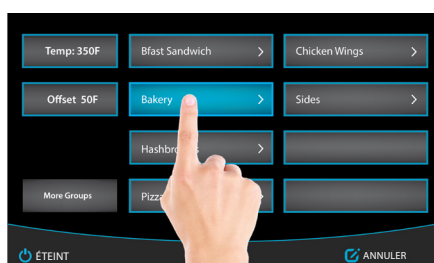 Temp: 350F
Bfast Sandwich
Chicken Wings
Offset 50F
Bakery
Sides
More Groups
ÉTEINT
ANNULER